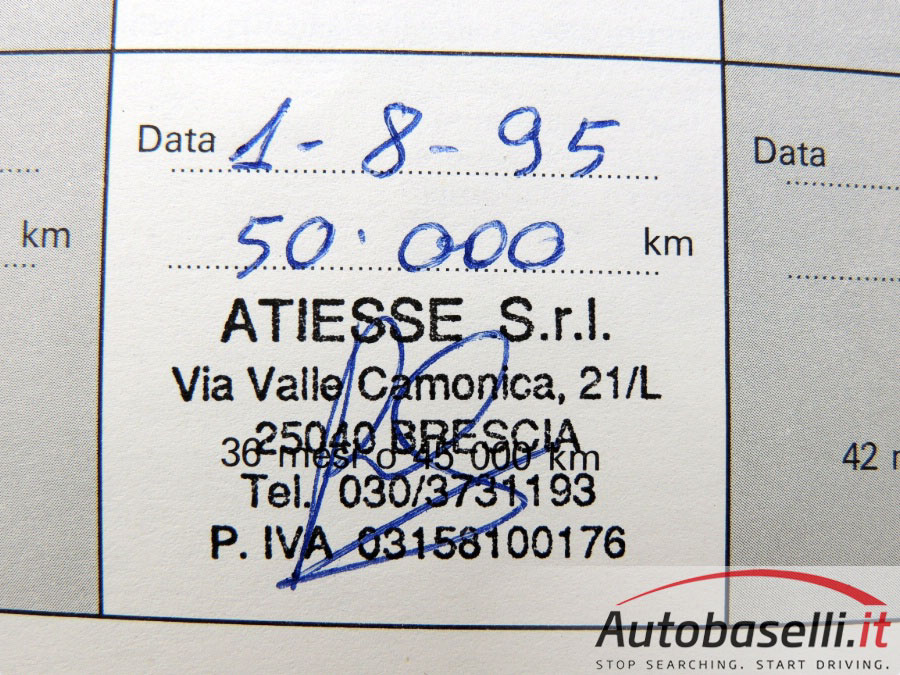 Data 1-8-95
Data
km
50.000 km
ATIESSE S.r.l.
Via Valle Camonica, 21/L
25040 BRESCIA
36 mesi o 45 000 km
42
Tel. 030/3731193
P. IVA 03158100176
Autobaselli.it
STOP SEARCHING. START DRIVING.